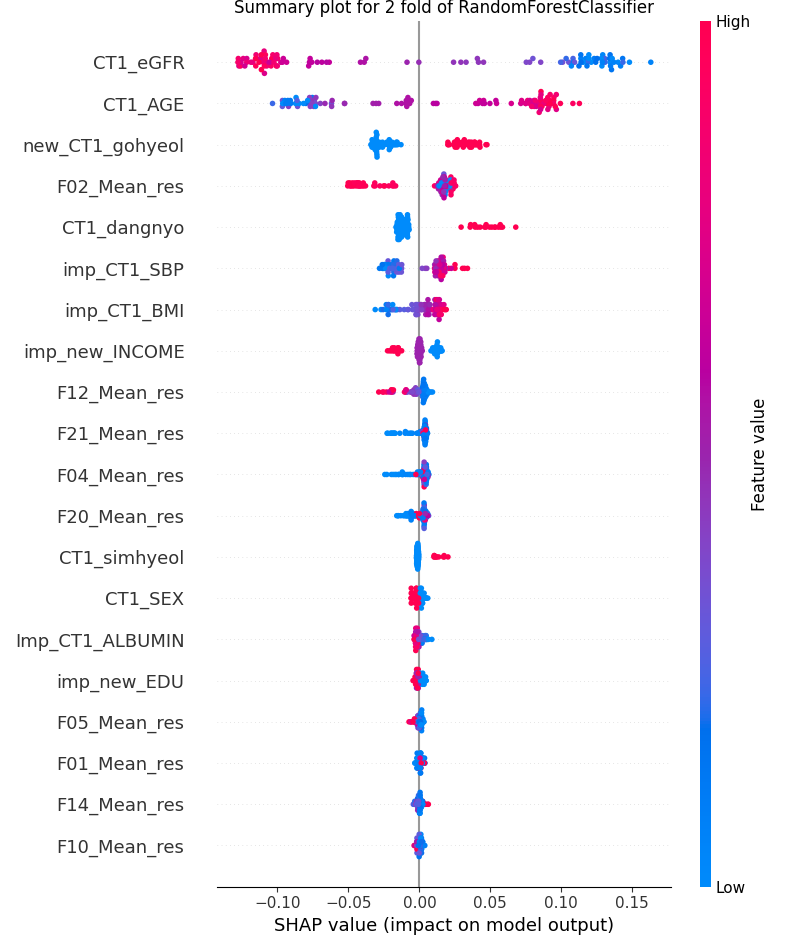 Summary plot for 2 fold of RandomForestClassifier
High
CT1_eGFR
CT1_AGE
new_CT1_gohyeol
F02_Mean_res
CT1_dangnyo
imp_CT1_SBP
imp_CT1_BMI
imp_new_INCOME
F12_Mean_res
F21_Mean_res
F04_Mean_res
F20_Mean_res
CT1_simhyeol
CT1_SEX
Imp_CT1_ALBUMIN
imp_new_EDU
F05_Mean_res
F01_Mean_res
F14_Mean_res
F10_Mean_res
Feature value
Low
−0.10 −0.05 0.00 0.05 0.10 0.15
SHAP value (impact on model output)